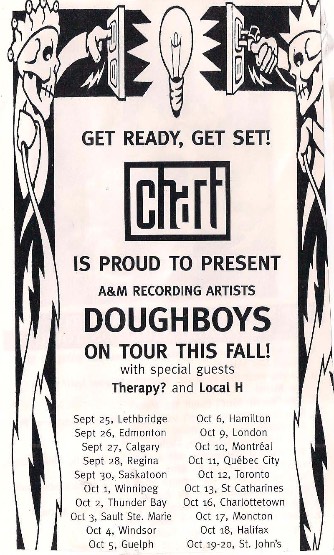 GET READY, GET SET!
chart
IS PROUD TO PRESENT
A&M RECORDING ARTISTS
DOUGHBOYS
ON TOUR THIS FALL!
with special guests
Therapy? and Local H
Sept 25, Lethbridge
Sept 26, Edmonton
Sept 27, Calgary
Sept 28, Regina
Sept 30, Saskatoon
Oct 1, Winnipeg
Oct 2, Thunder Bay
Oct 3, Sault Ste. Marie
Oct 4, Windsor
Oct 5, Guelph
Oct 6, Hamilton
Oct 9, London
Oct 10, Montréal
Oct 11, Québec City
Oct 12, Toronto
Oct 13, St Catharines
Oct 16, Charlottetown
Oct 17, Moncton
Oct 18, Halifax
Oct 19-20, St. John's